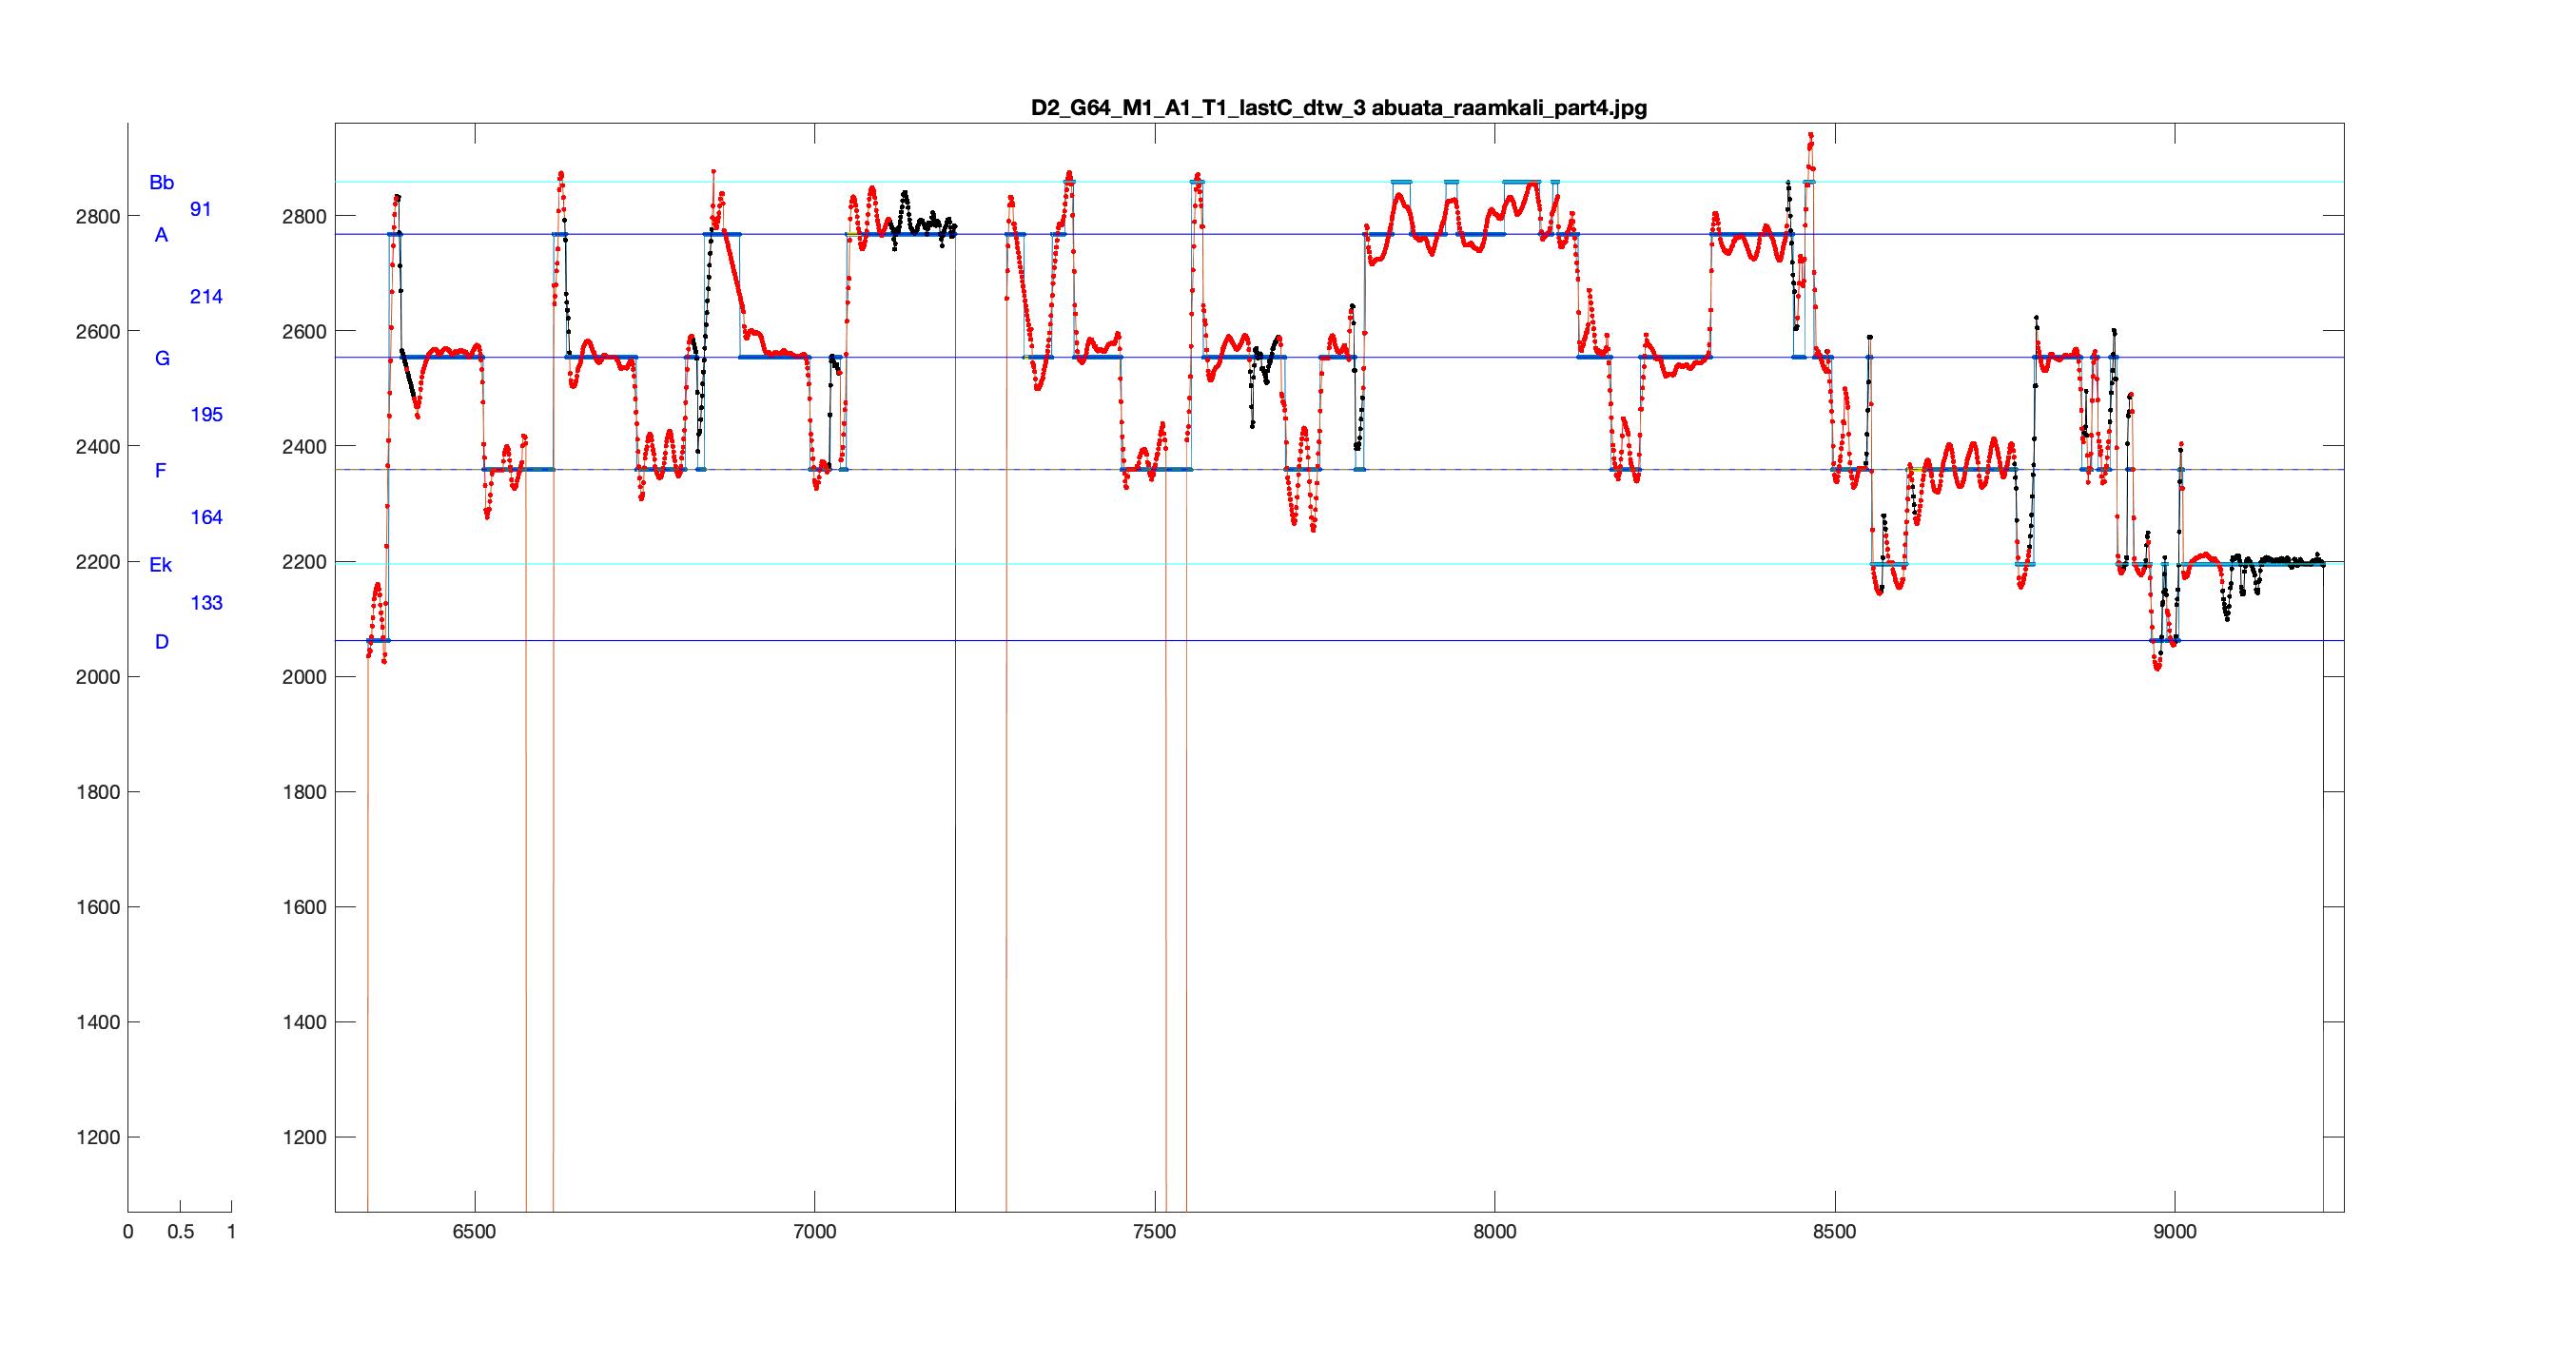 D2_G64_M1_A1_T1_lastC_dtw_3 abuata_raamkali_part4.jpg
Bb
91
2800 2800
A
214
2600 2600
G
195
2400 2400
F
164
2200 2200
Ek
133
D
2000 2000
1800 1800
1600 1600
1400 1400
1200 1200
0 0.5 1 6500 7000 7500 8000 8500 9000